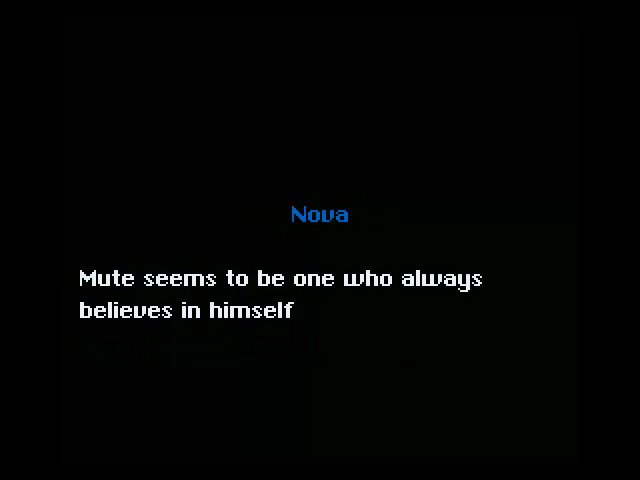 Nova
Mute seems to be one who always
believes in himself